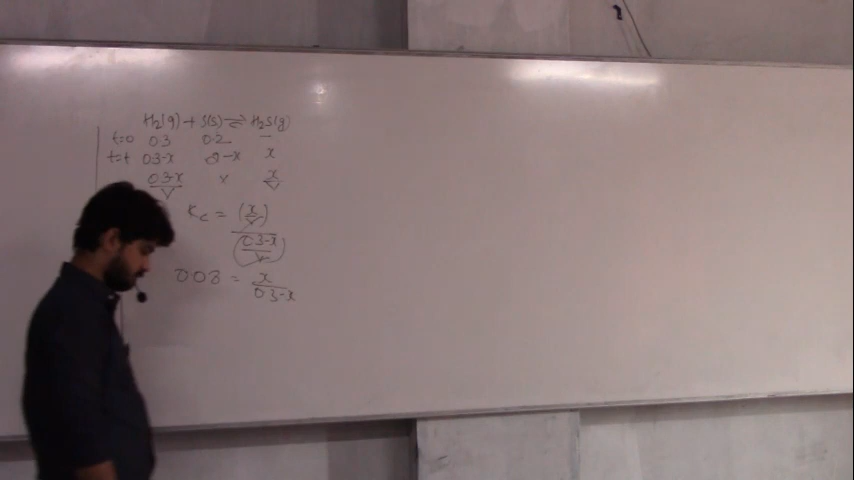 H₂(g) + S(s) ⇌ H₂S(g)
t=0 0.3 0.2 –
t=t 0.3-x 2-x x
0.3-x/V x x/V
Kc = (x/V)/(0.3-x/V)
0.08 = x/0.3-x